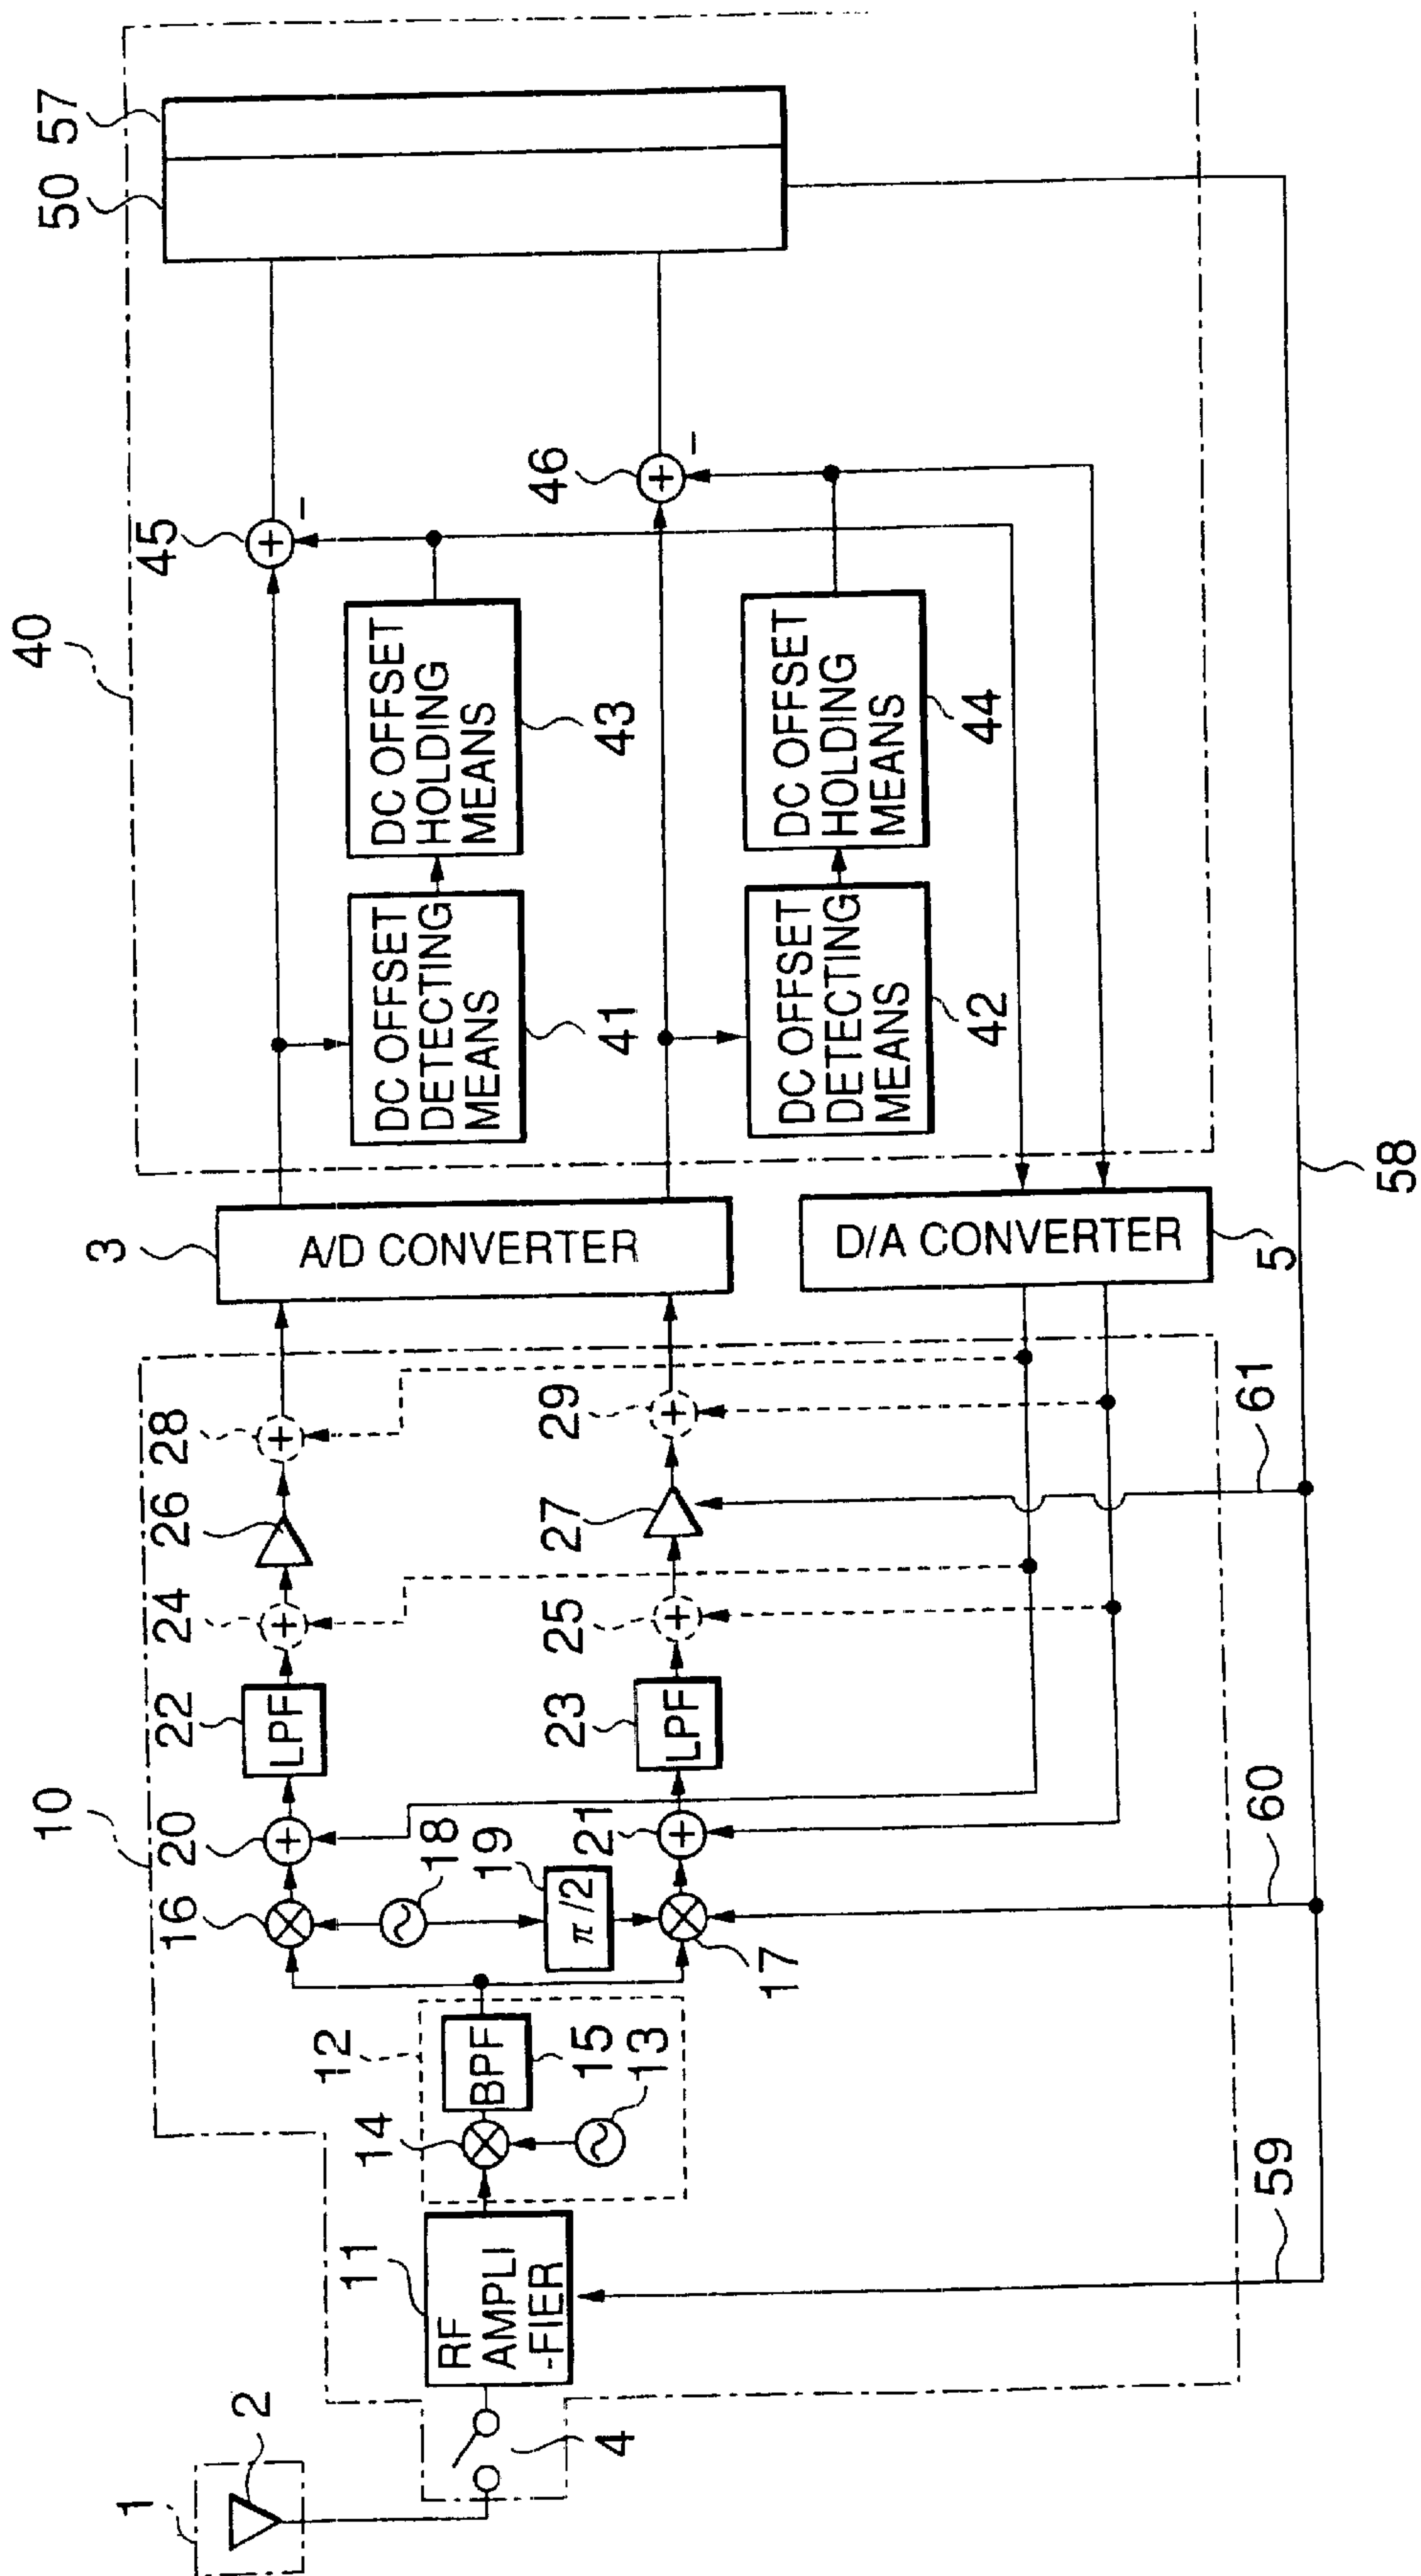 1
2
4
10
11
RF
AMPLI
-FIER
12
14
BPF
15
13
16
20
22
LPF
24
26
28
18
19
π/2
17
21
23
LPF
25
27
29
3
A/D CONVERTER
D/A CONVERTER
5
40
45
DC OFFSET
DETECTING
MEANS
41
DC OFFSET
HOLDING
MEANS
43
46
DC OFFSET
DETECTING
MEANS
42
DC OFFSET
HOLDING
MEANS
44
50
57
59
60
61
58